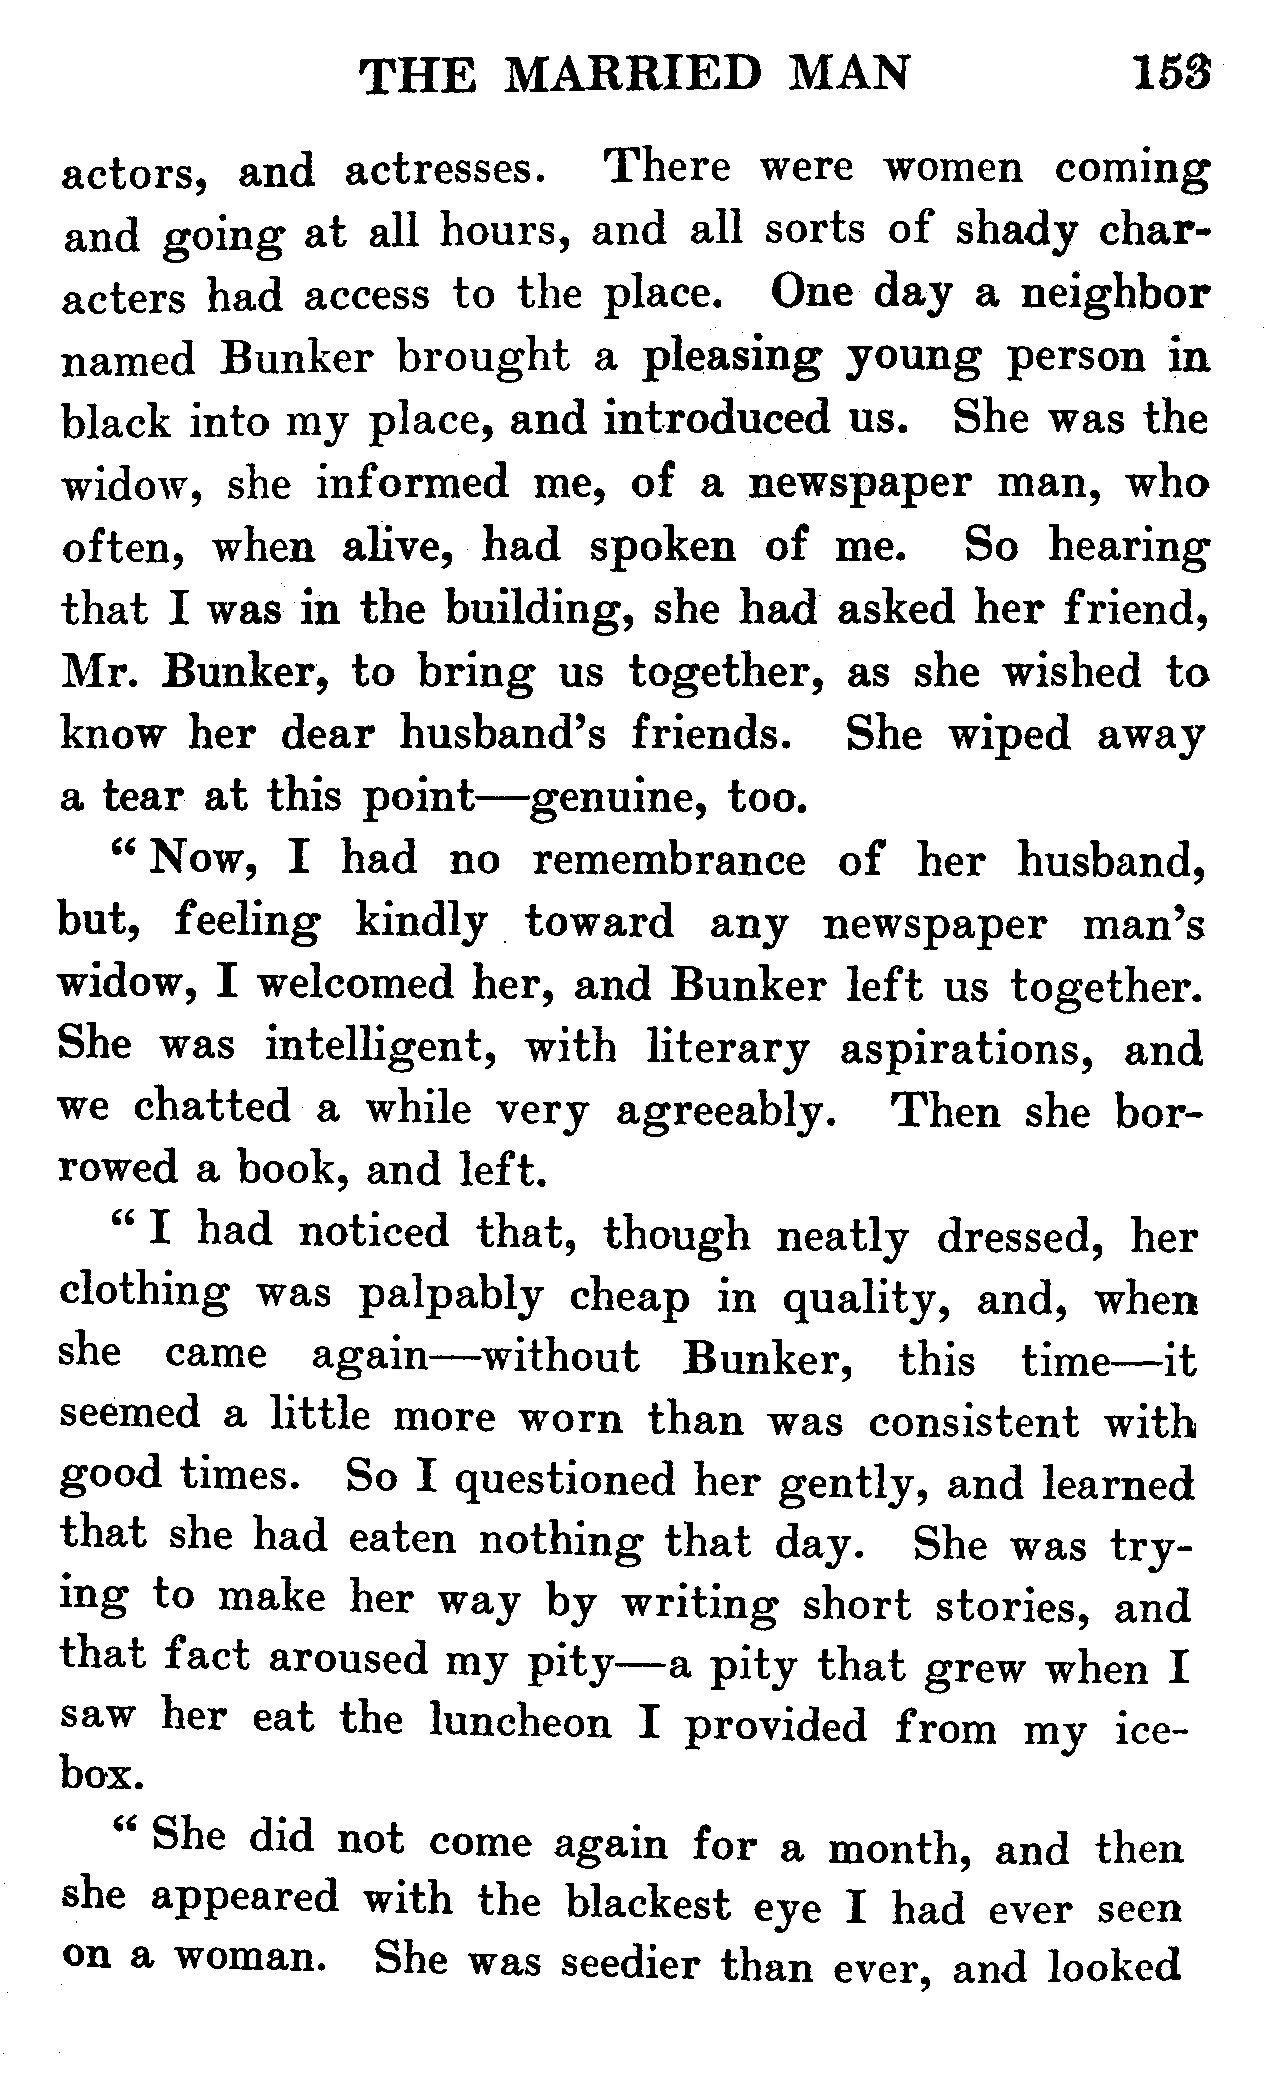 THE MARRIED MAN 153
actors, and actresses. There were women coming
and going at all hours, and all sorts of shady char-
acters had access to the place. One day a neighbor
named Bunker brought a pleasing young person in
black into my place, and introduced us. She was the
widow, she informed me, of a newspaper man, who
often, when alive, had spoken of me. So hearing
that I was in the building, she had asked her friend,
Mr. Bunker, to bring us together, as she wished to
know her dear husband's friends. She wiped away
a tear at this point—genuine, too.
“ Now, I had no remembrance of her husband,
but, feeling kindly toward any newspaper man's
widow, I welcomed her, and Bunker left us together.
She was intelligent, with literary aspirations, and
we chatted a while very agreeably. Then she bor-
rowed a book, and left.
“ I had noticed that, though neatly dressed, her
clothing was palpably cheap in quality, and, when
she came again—without Bunker, this time—it
seemed a little more worn than was consistent with
good times. So I questioned her gently, and learned
that she had eaten nothing that day. She was try-
ing to make her way by writing short stories, and
that fact aroused my pity—a pity that grew when I
saw her eat the luncheon I provided from my ice-
box.
“ She did not come again for a month, and then
she appeared with the blackest eye I had ever seen
on a woman. She was seedier than ever, and looked